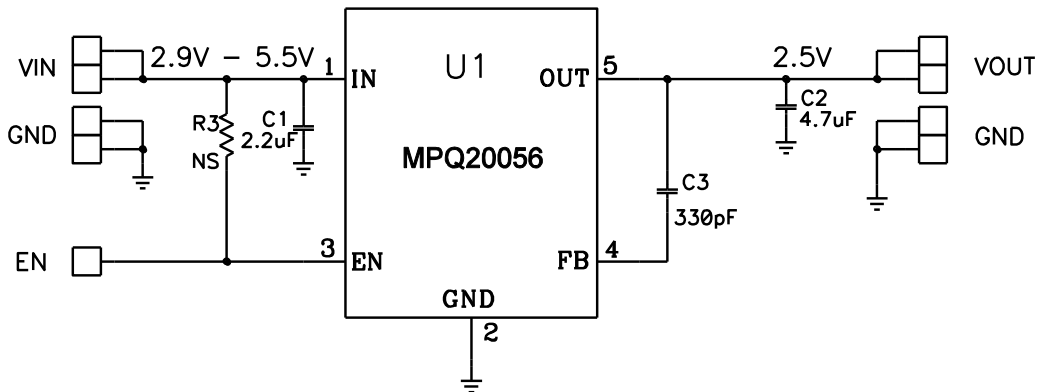 VIN
2.9V – 5.5V
1
IN
U1
OUT
5
2.5V
VOUT
GND
R3
NS
C1
2.2uF
MPQ20056
C2
4.7uF
GND
C3
330pF
EN
3
EN
FB
4
GND
2